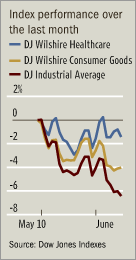 Index performance over
the last month
DJ Wilshire Healthcare
DJ Wilshire Consumer Goods
DJ Industrial Average
2%
0
-2
-4
-6
-8
May 10
June
Source: Dow Jones Indexes